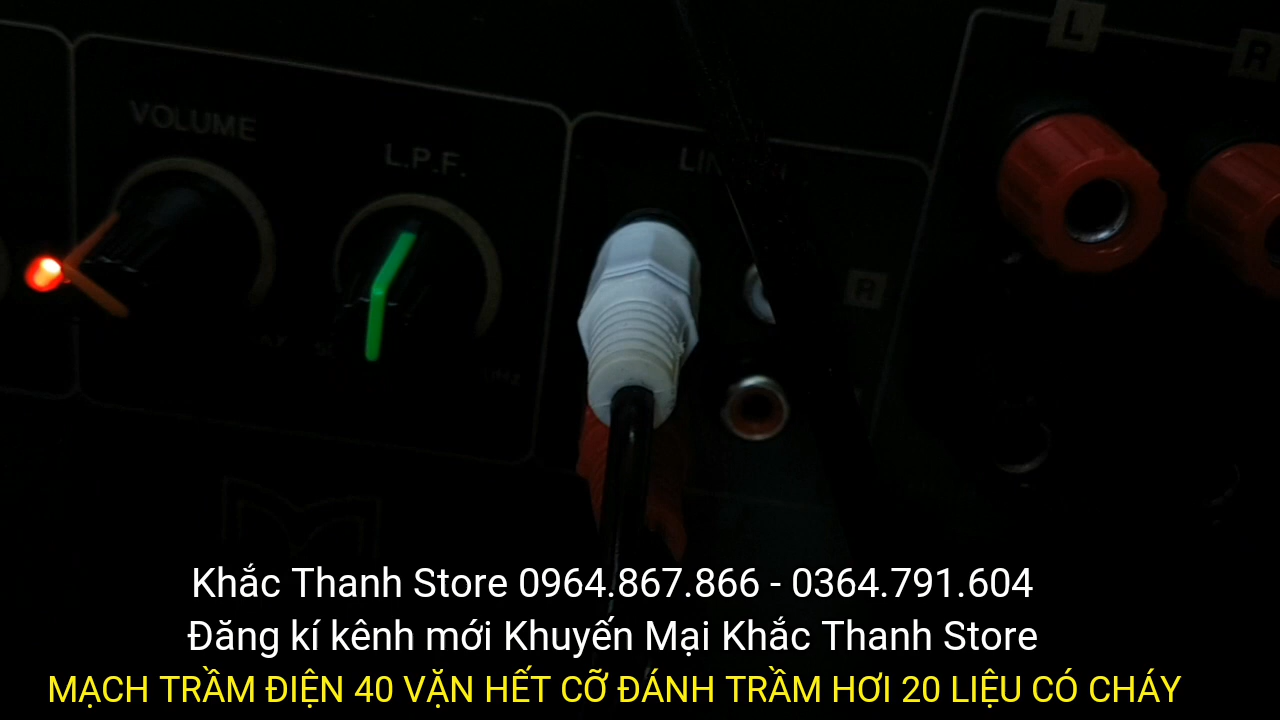 VOLUME
L.P.F.
L
R
R
Khắc Thanh Store 0964.867.866 - 0364.791.604
Đăng kí kênh mới Khuyến Mại Khắc Thanh Store
MẠCH TRẦM ĐIỆN 40 VẶN HẾT CỠ ĐÁNH TRẦM HƠI 20 LIỆU CÓ CHÁY